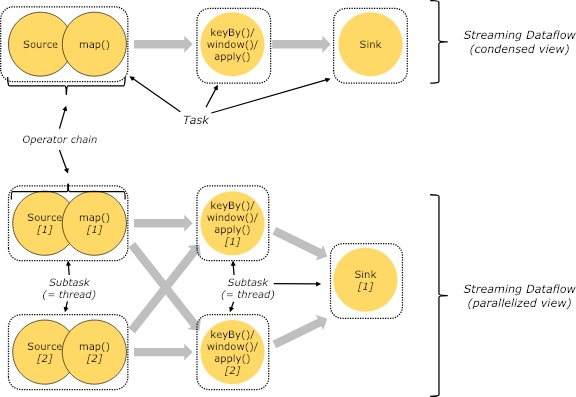 Source
map()
keyBy()/
window()/
apply()
Sink
Streaming Dataflow
(condensed view)
Task
Operator chain
Source
[1]
map()
[1]
keyBy()/
window()/
apply()
[1]
Subtask
(= thread)
Subtask
(= thread)
Sink
[1]
Streaming Dataflow
(parallelized view)
Source
[2]
map()
[2]
keyBy()/
window()/
apply()
[2]